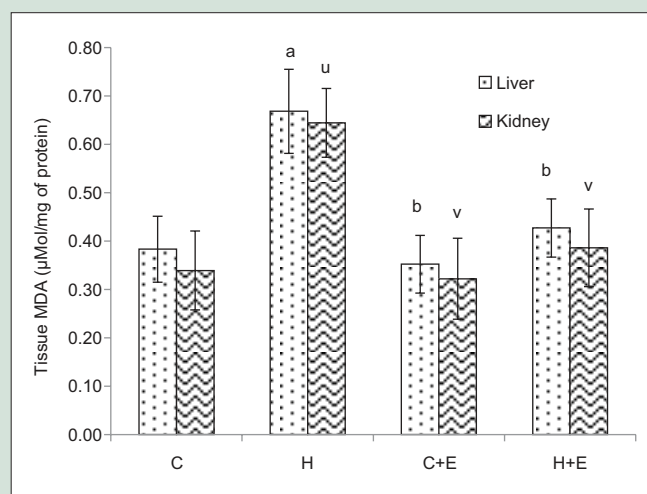 Tissue MDA (µMol/mg of protein)
0.80
0.70
0.60
0.50
0.40
0.30
0.20
0.10
0.00
a
u
b
v
b
v
Liver
Kidney
C
H
C+E
H+E